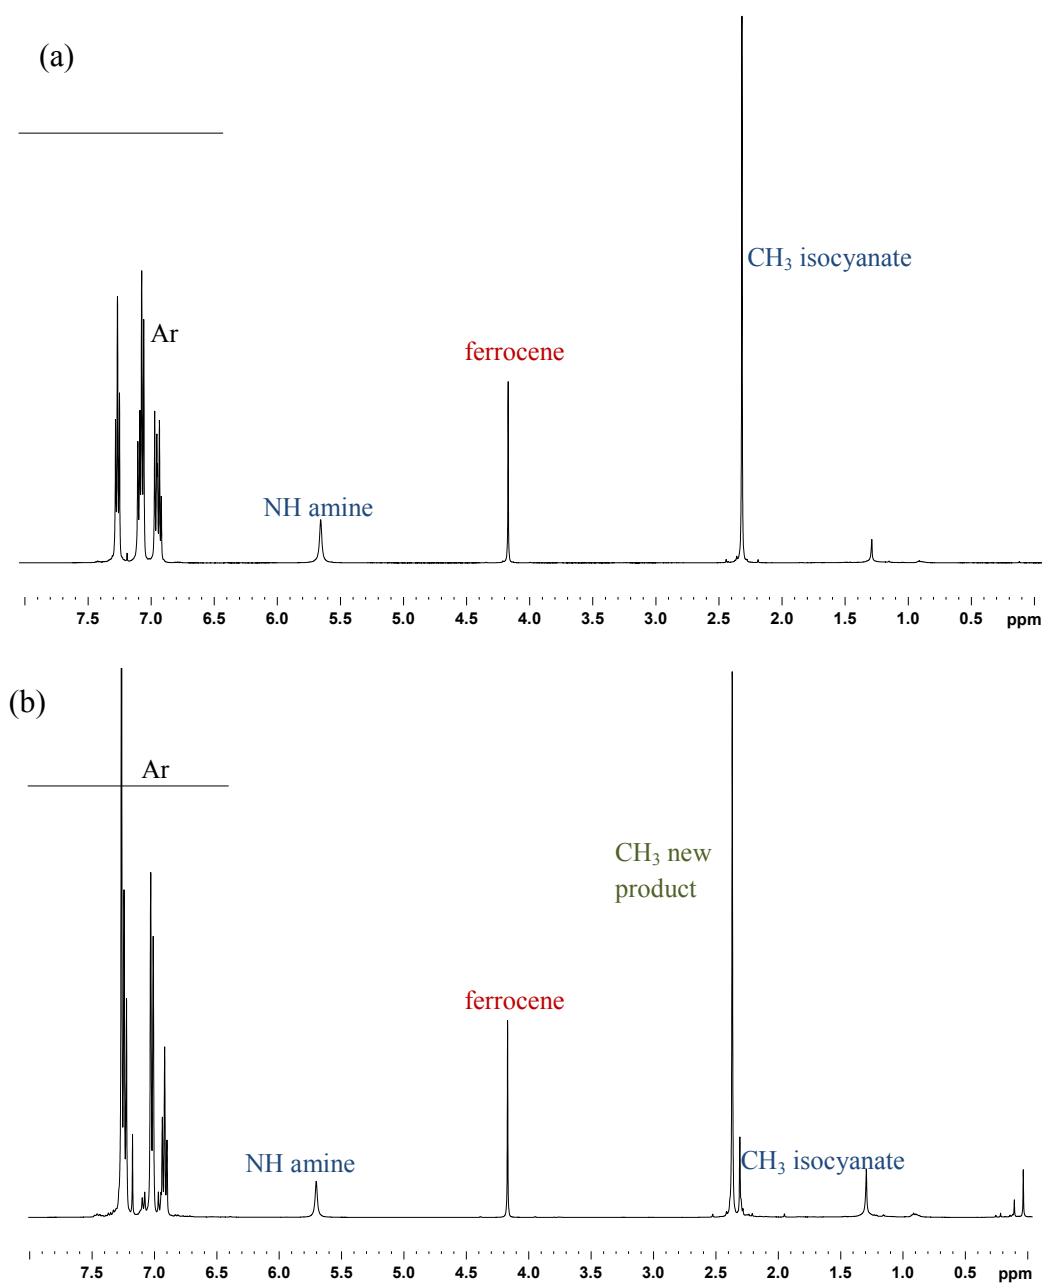 (a)
CH₃ isocyanate
Ar
ferrocene
NH amine
7.5 7.0 6.5 6.0 5.5 5.0 4.5 4.0 3.5 3.0 2.5 2.0 1.5 1.0 0.5 ppm
(b)
Ar
CH₃ new
product
ferrocene
NH amine
CH₃ isocyanate
7.5 7.0 6.5 6.0 5.5 5.0 4.5 4.0 3.5 3.0 2.5 2.0 1.5 1.0 0.5 ppm